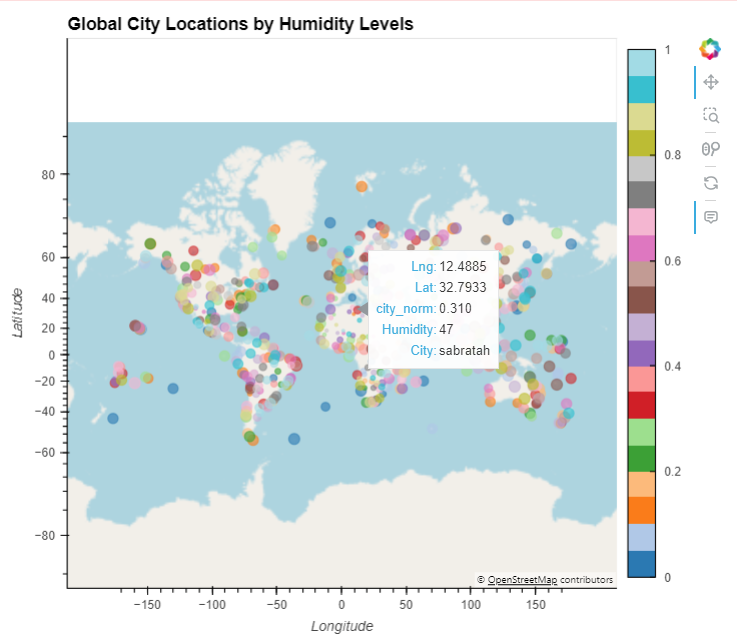 Global City Locations by Humidity Levels
Latitude
80
60
40
20
0
−20
−40
−60
−80
Lng: 12.4885
Lat: 32.7933
city_norm: 0.310
Humidity: 47
City: sabratah
© OpenStreetMap contributors
−150
−100
−50
0
50
100
150
Longitude
1
0.8
0.6
0.4
0.2
0